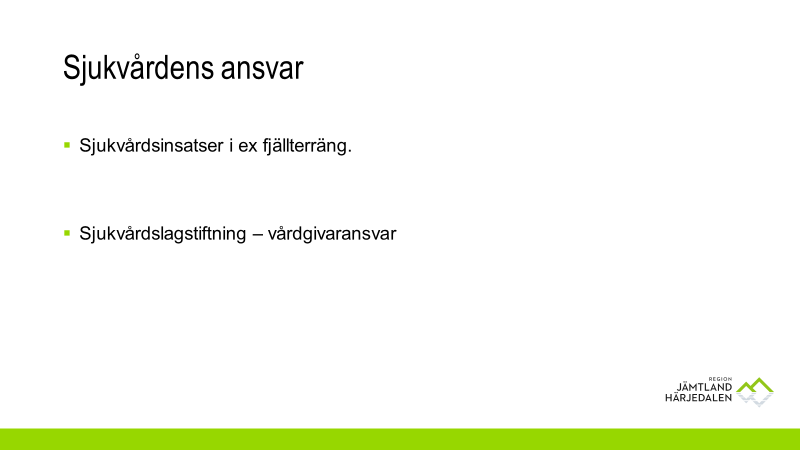 Sjukvårdens ansvar
Sjukvårdsinsatser i ex fjällterräng.
Sjukvårdslagstiftning – vårdgivaransvar
REGION
JÄMTLAND
HÄRJEDALEN